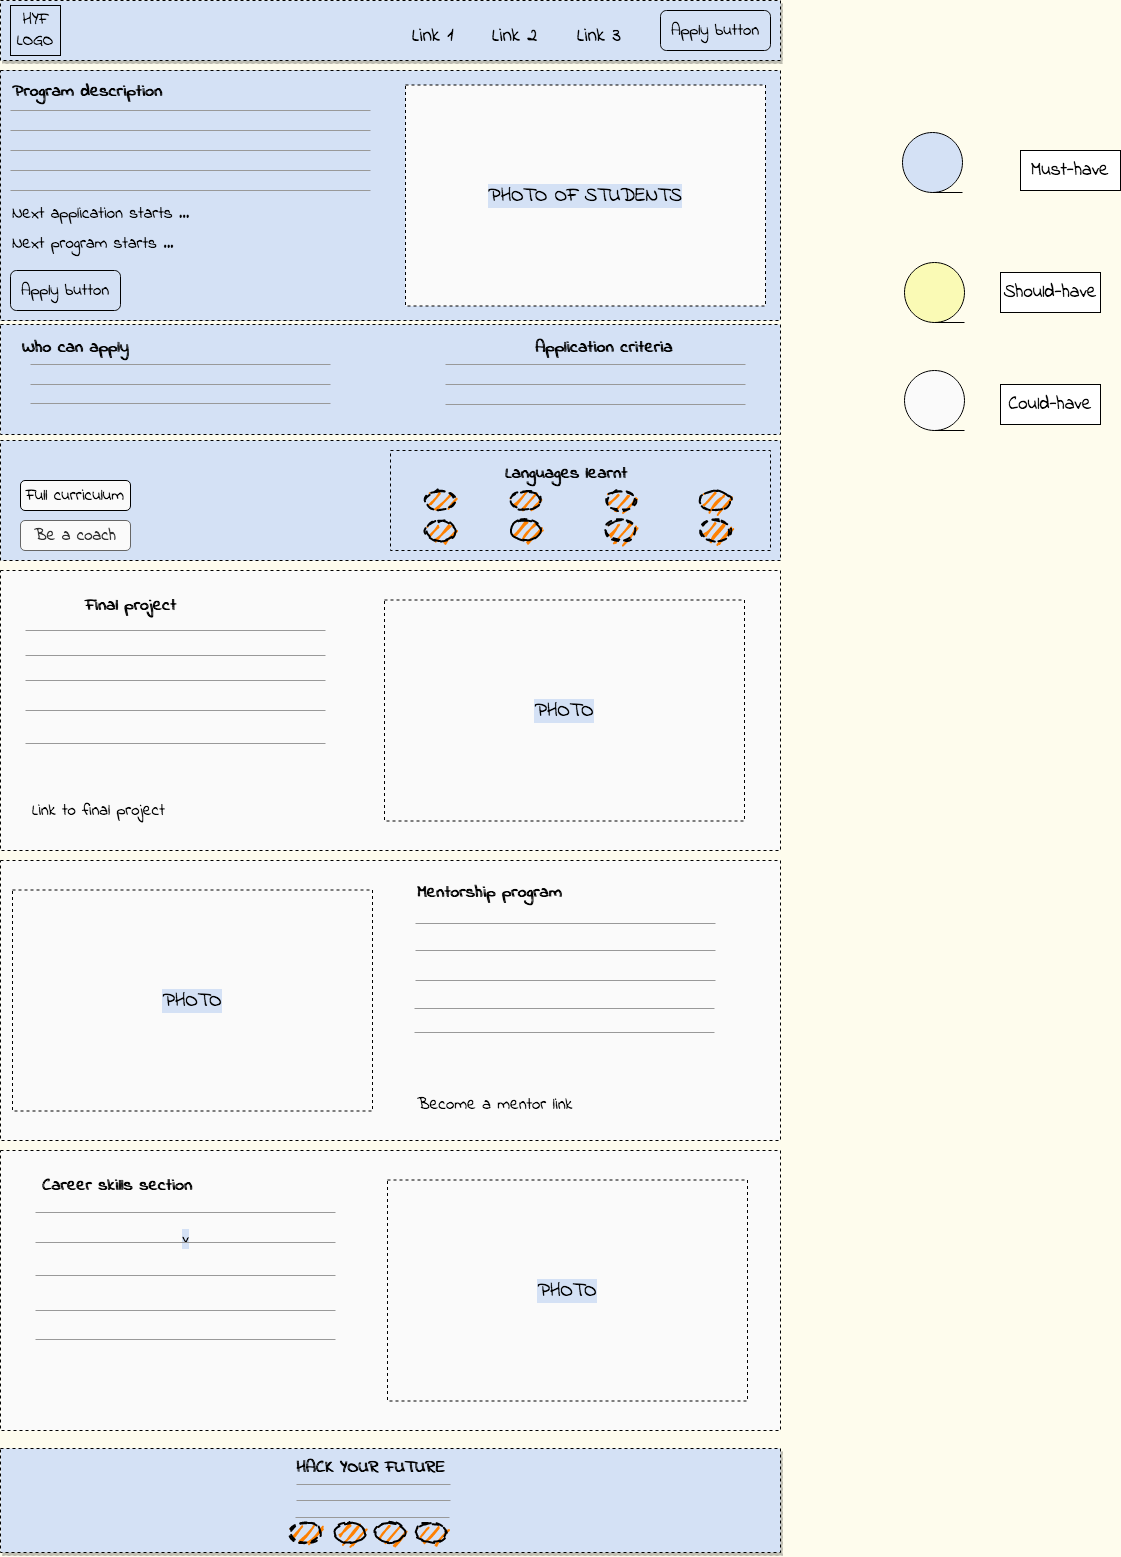 HYF
LOGO
Link 1
Link 2
Link 3
Apply button
Program description
Next application starts ...
Next program starts ...
Apply button
PHOTO OF STUDENTS
Must-have
Should-have
Could-have
Who can apply
Application criteria
Full curriculum
Be a coach
Languages learnt
Final project
Link to final project
PHOTO
PHOTO
Mentorship program
Become a mentor link
Career skills section
v
PHOTO
HACK YOUR FUTURE